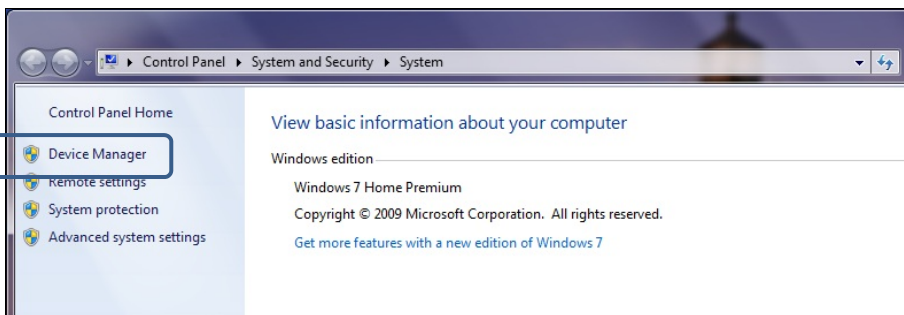 Control Panel System and Security System
Control Panel Home
Device Manager
Remote settings
System protection
Advanced system settings
View basic information about your computer
Windows edition
Windows 7 Home Premium
Copyright © 2009 Microsoft Corporation. All rights reserved.
Get more features with a new edition of Windows 7